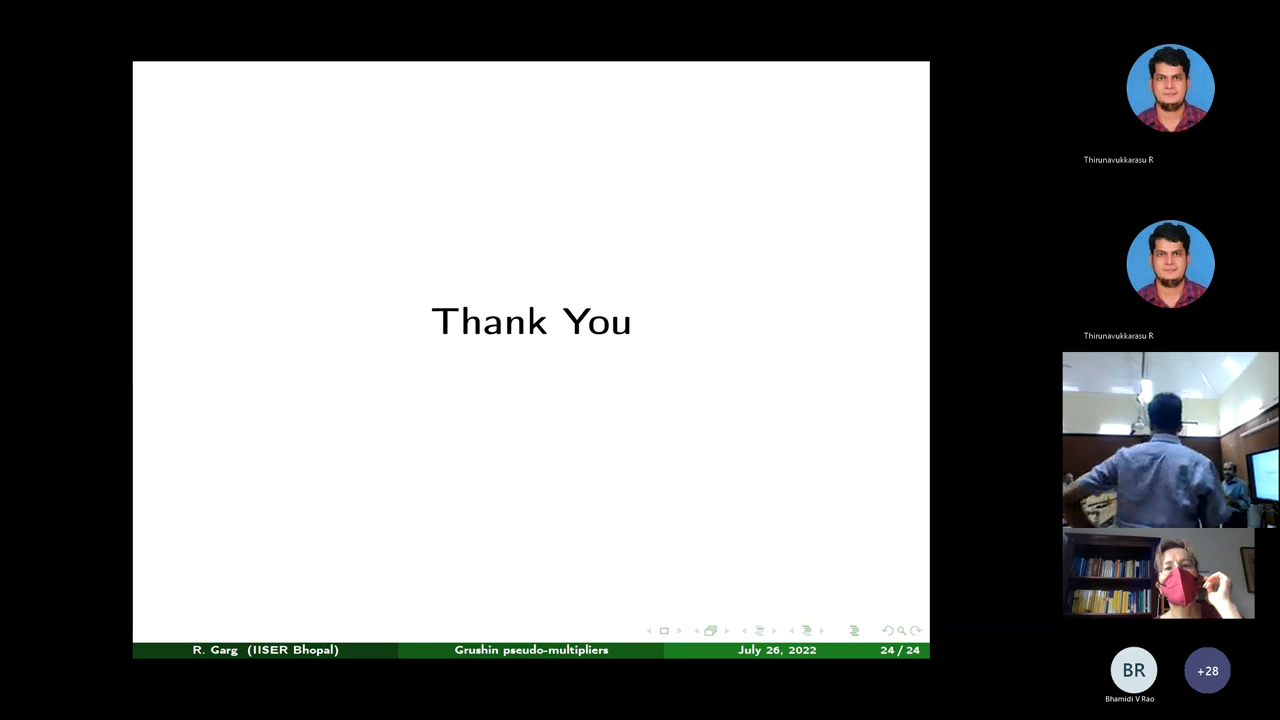 Thank You
R. Garg (IISER Bhopal)
Grushin pseudo-multipliers
July 26, 2022
24 / 24
Thirunavukkarasu R
Thirunavukkarasu R
BR
+28
Bhamidi V Rao